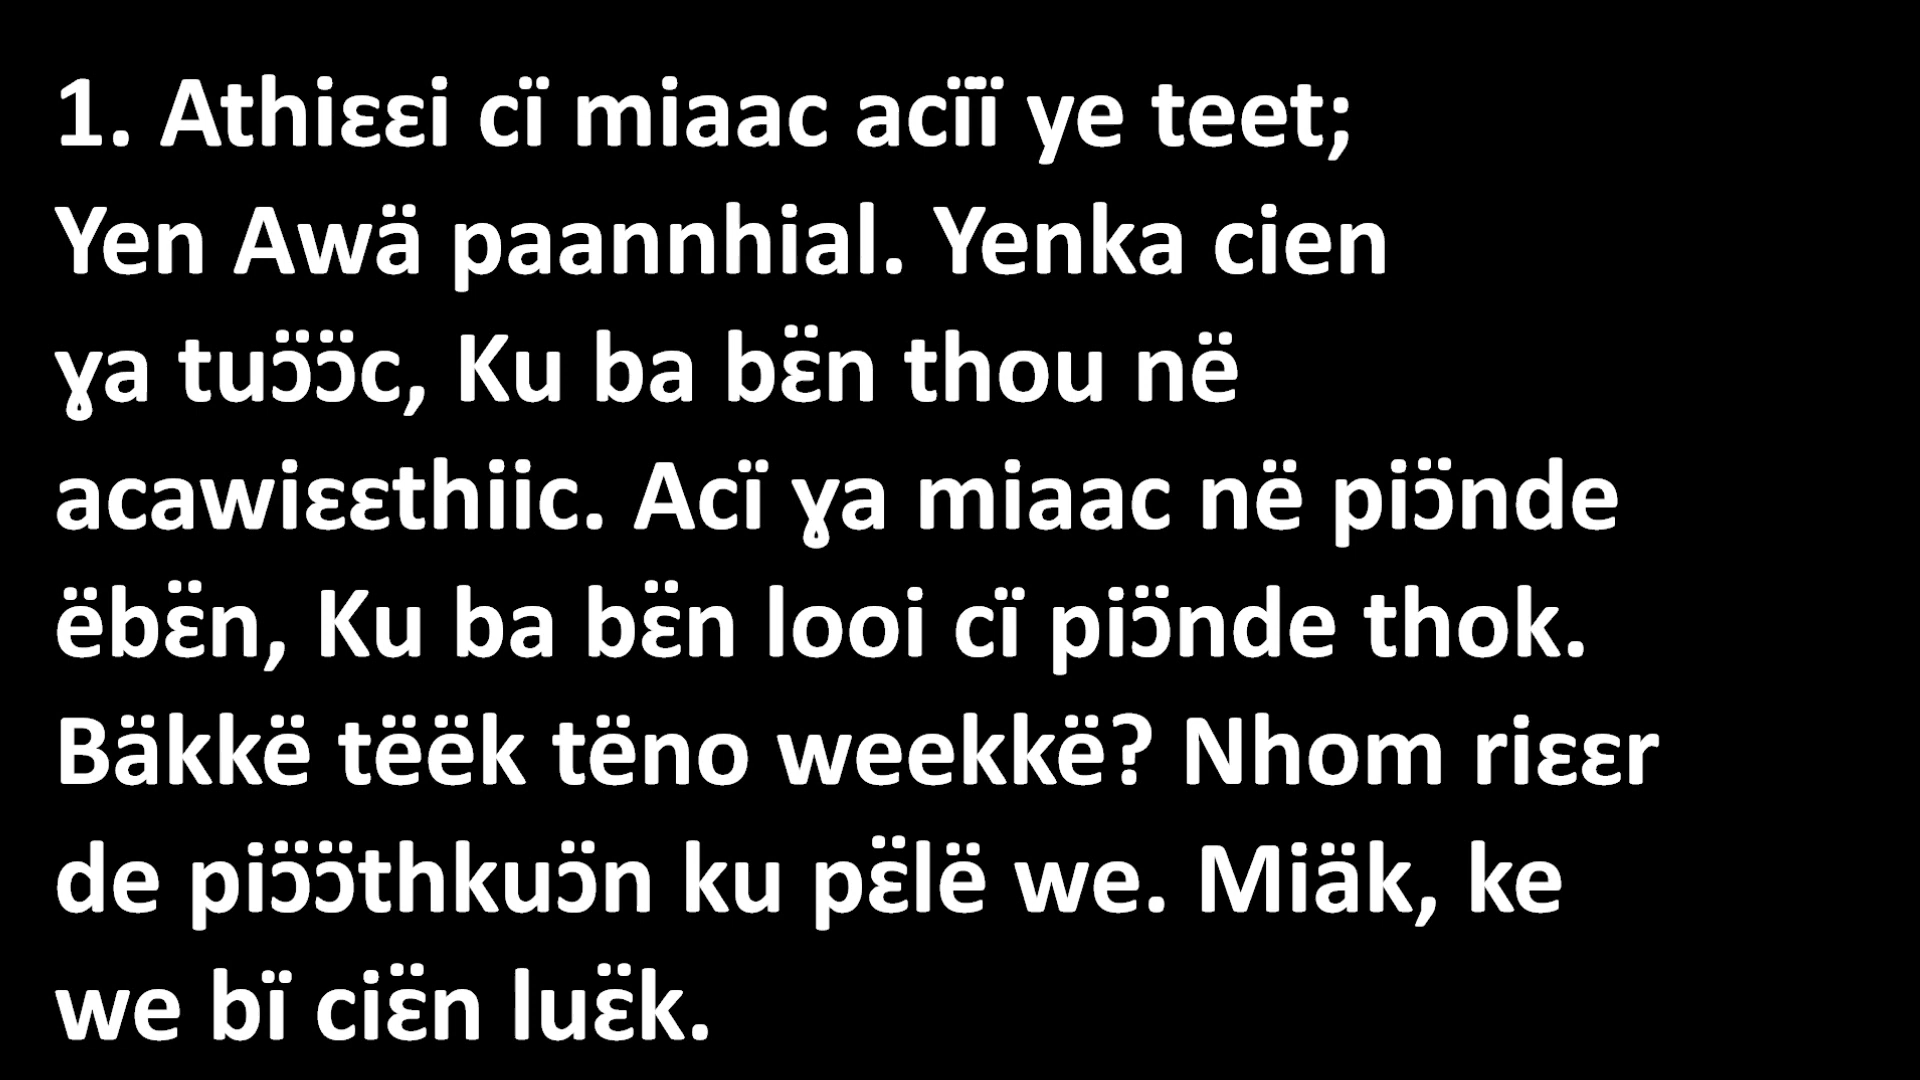 1. Athiɛɛi cï miaac acïï ye teet;
Yen Awä paannhial. Yenka cien
ɣa tuɔ̈ɔ̈c, Ku ba bɛ̈n thou në
acawiɛɛthiic. Acï ɣa miaac në piɔ̈nde
ëbɛ̈n, Ku ba bɛ̈n looi cï piɔ̈nde thok.
Bäkkë tëëk tëno weekkë? Nhom riɛɛr
de piɔ̈ɔ̈thkuɔ̈n ku pɛ̈lë we. Miäk, ke
we bï ciɛ̈n luɛ̈k.